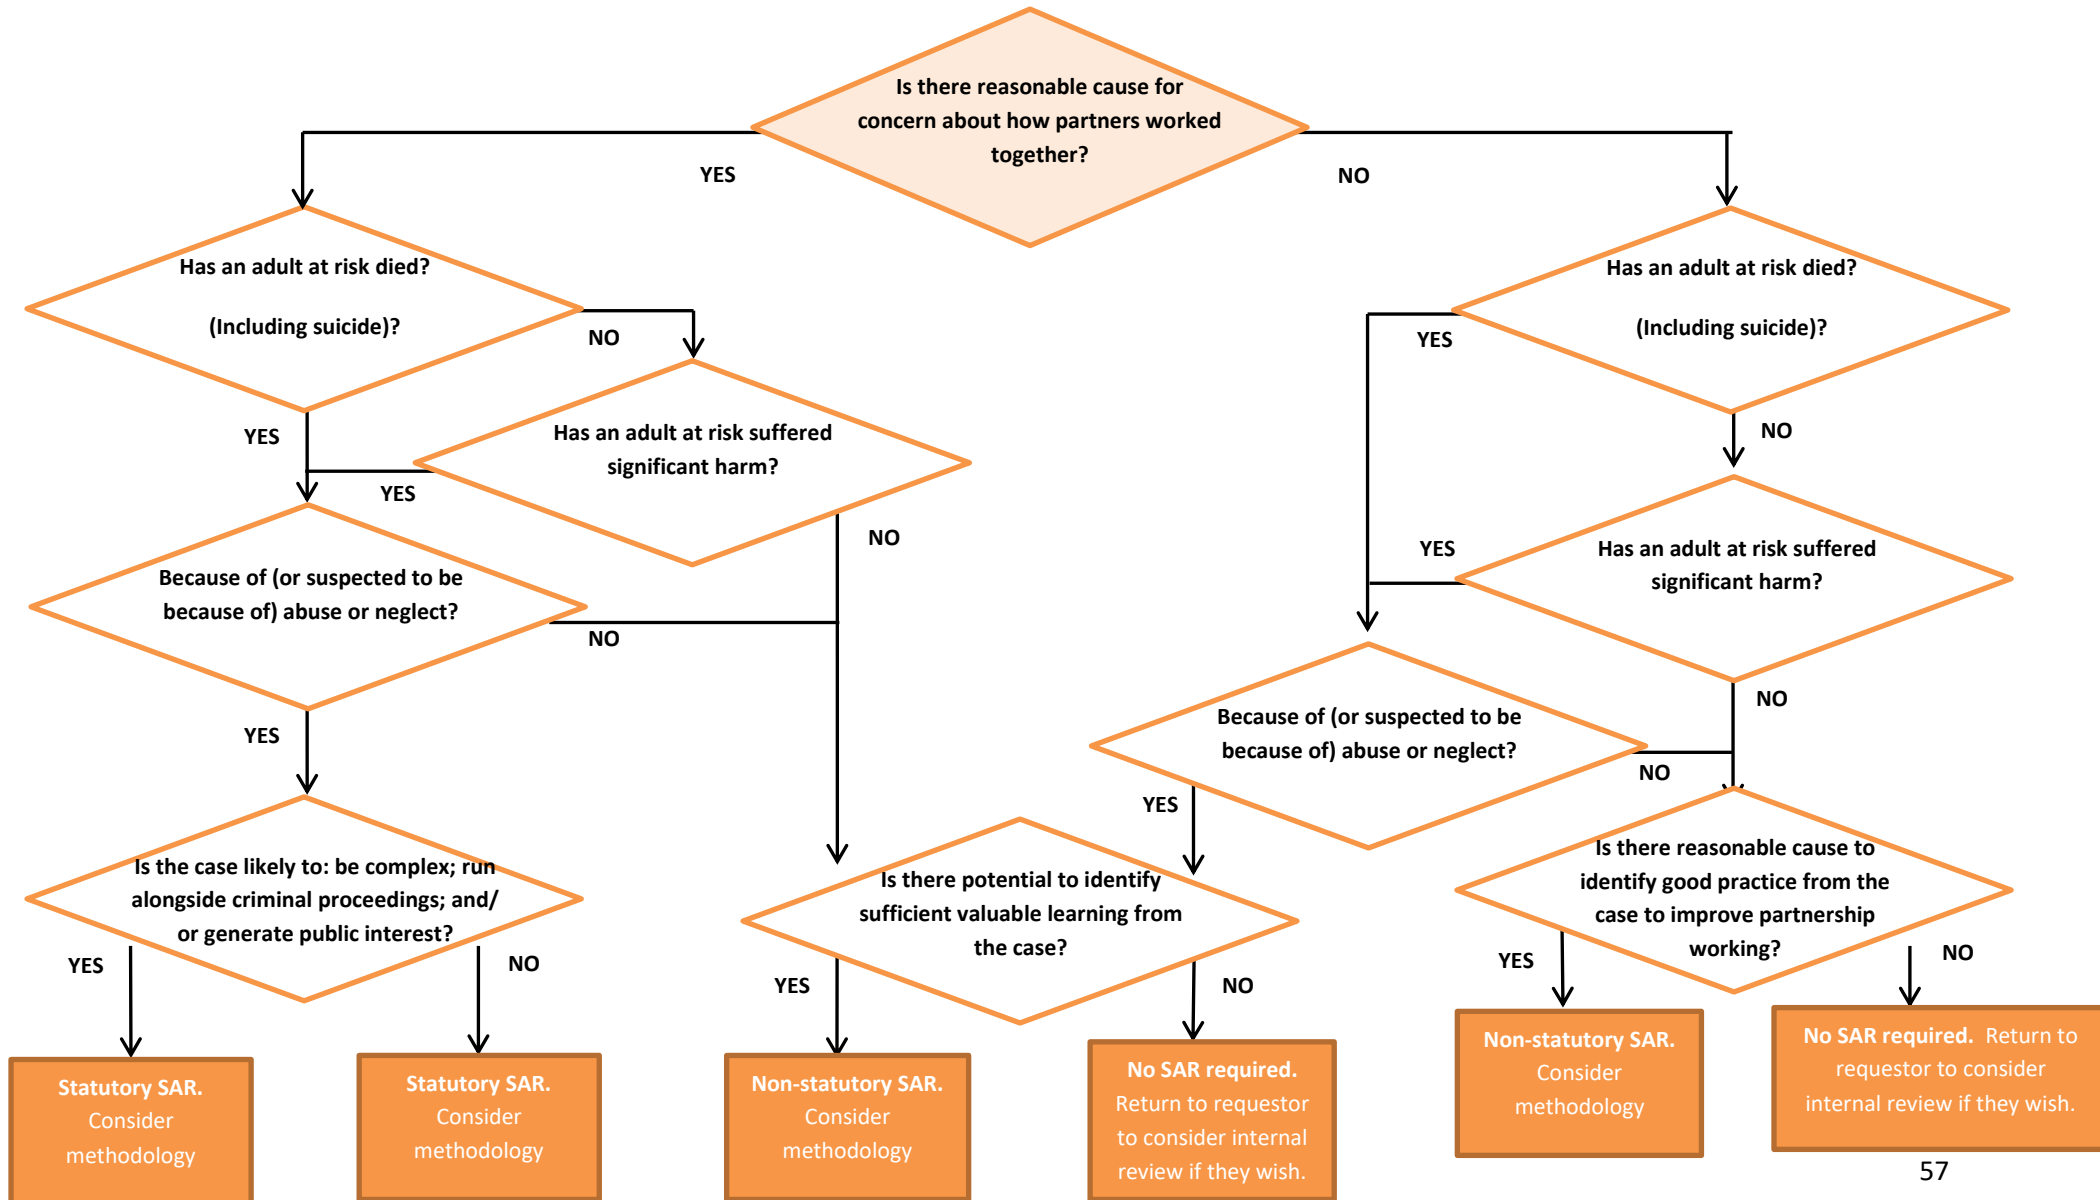 Is there reasonable cause for
concern about how partners worked
together?
YES
NO
Has an adult at risk died?
(Including suicide)?
NO
YES
Has an adult at risk suffered
significant harm?
YES
NO
Because of (or suspected to be
because of) abuse or neglect?
NO
YES
Is the case likely to: be complex; run
alongside criminal proceedings; and/
or generate public interest?
YES
NO
Statutory SAR.
Consider
methodology
Statutory SAR.
Consider
methodology
Has an adult at risk died?
(Including suicide)?
YES
NO
Has an adult at risk suffered
significant harm?
YES
NO
Because of (or suspected to be
because of) abuse or neglect?
NO
YES
Is there potential to identify
sufficient valuable learning from
the case?
YES
NO
Non-statutory SAR.
Consider
methodology
No SAR required.
Return to requestor
to consider internal
review if they wish.
Is there reasonable cause to
identify good practice from the
case to improve partnership
working?
YES
NO
Non-statutory SAR.
Consider
methodology
No SAR required.  Return to
requestor to consider
internal review if they wish.
57